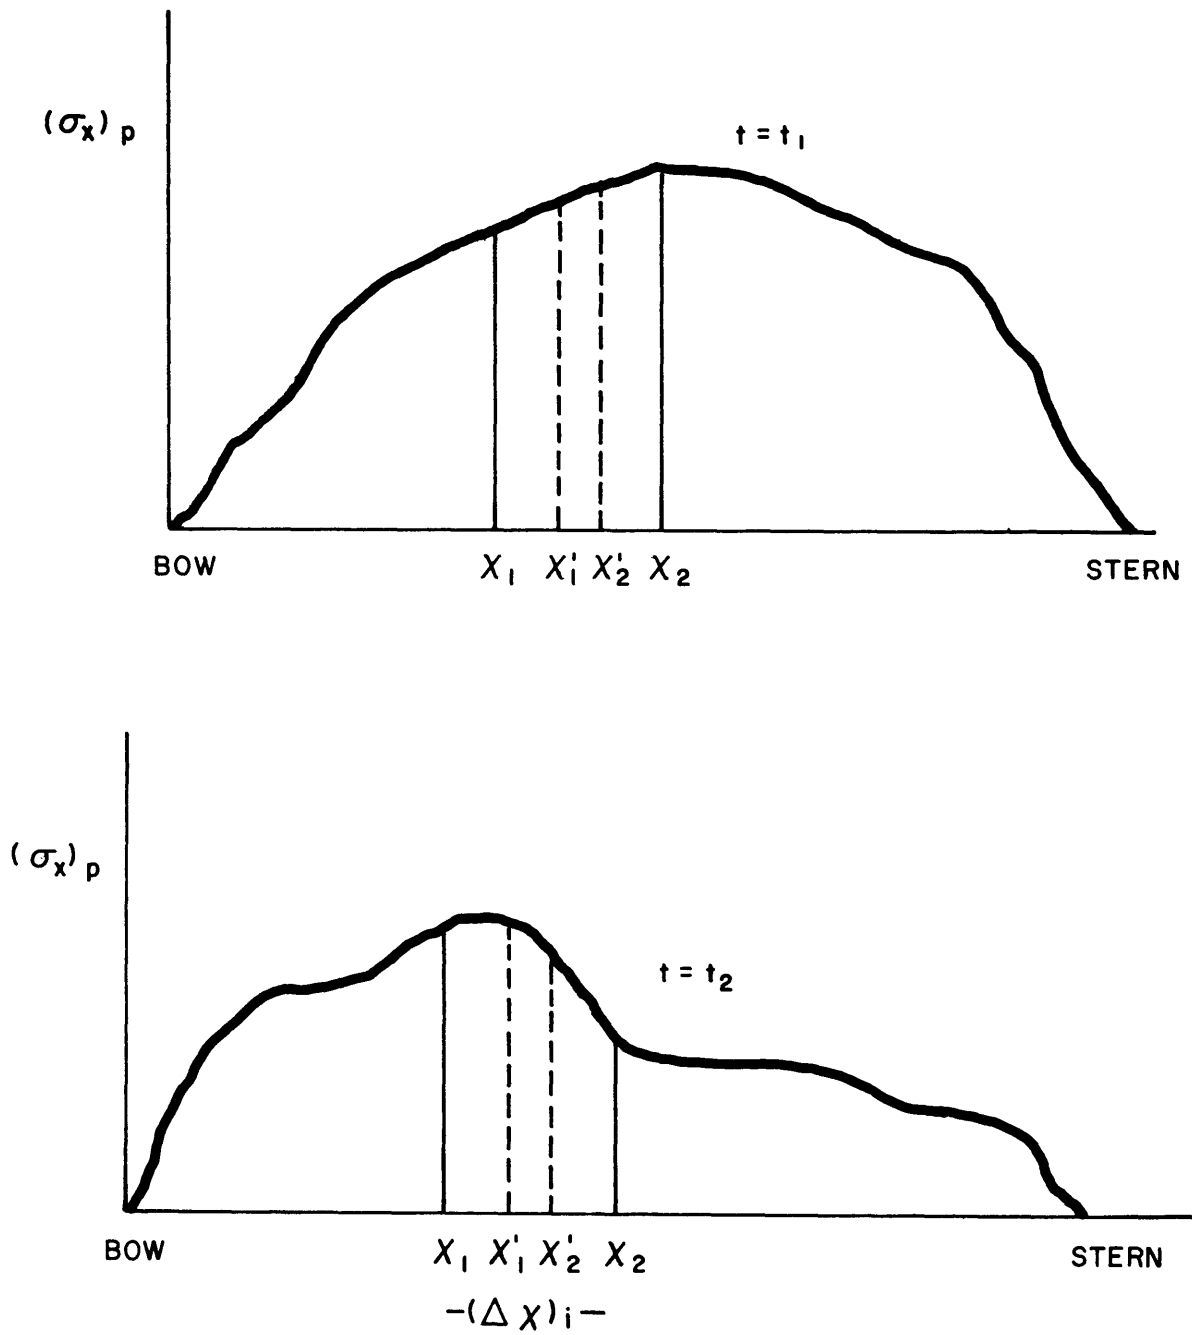 (σx) p
t = t1
BOW X1 X'1 X'2 X2 STERN
(σx) p
t = t2
BOW X1 X'1 X'2 X2 STERN
-(Δ X) i -